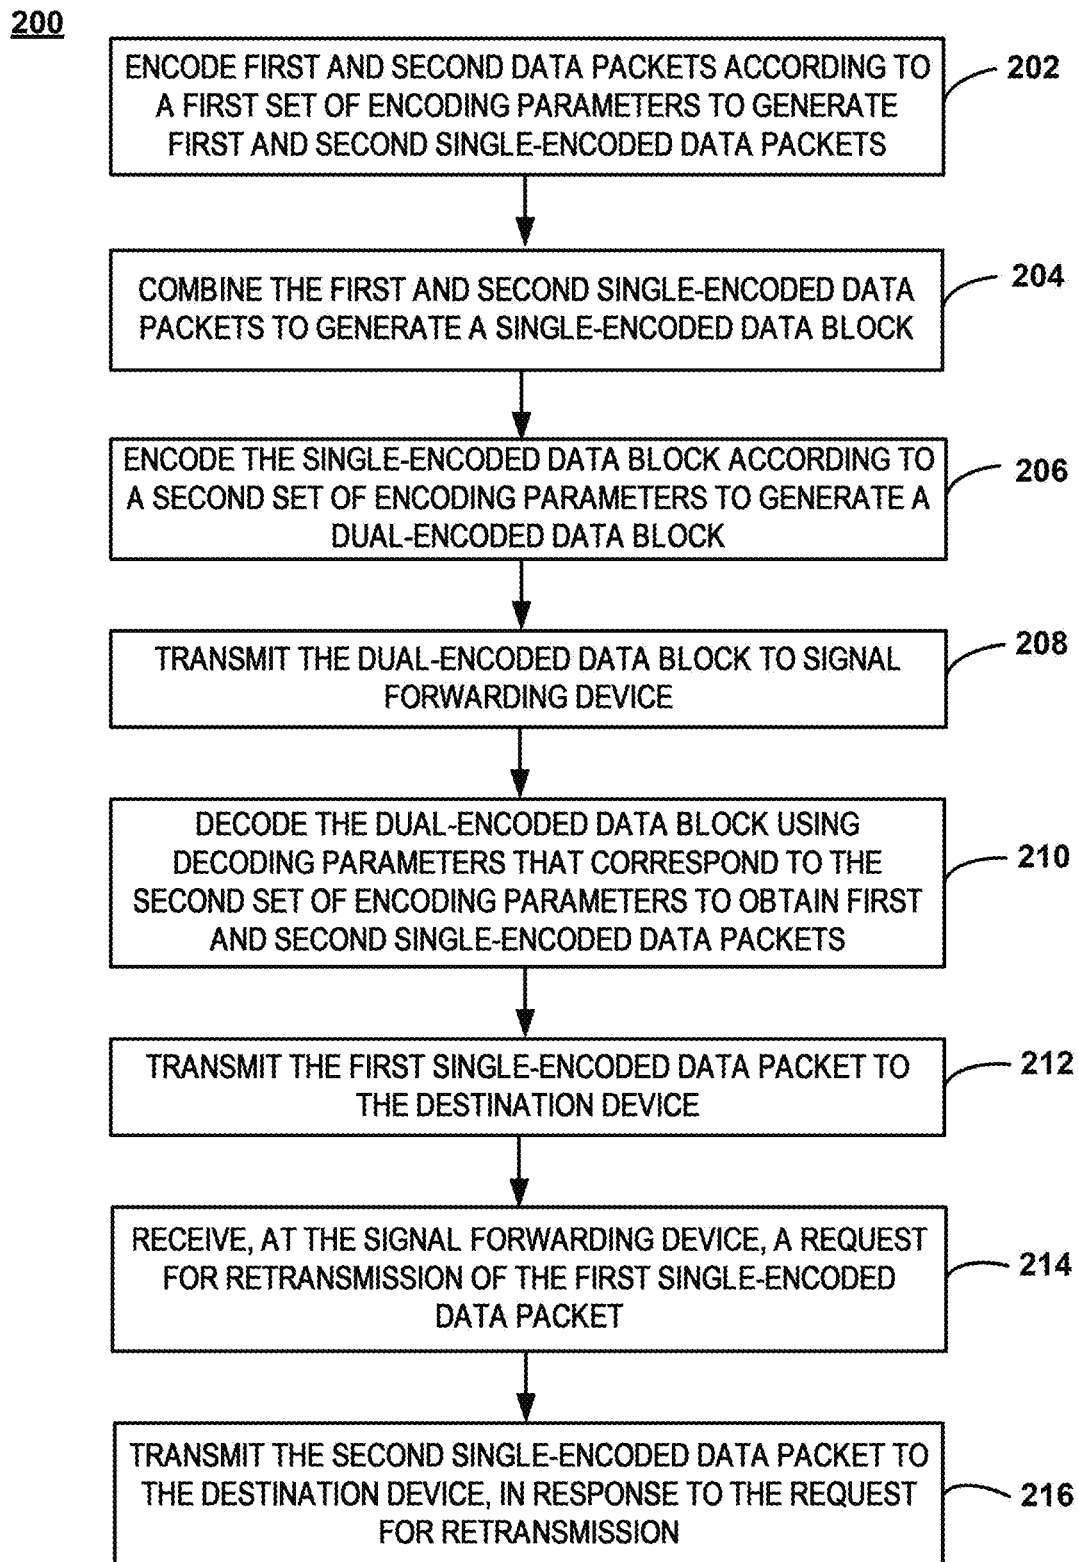 200
ENCODE FIRST AND SECOND DATA PACKETS ACCORDING TO
A FIRST SET OF ENCODING PARAMETERS TO GENERATE
FIRST AND SECOND SINGLE-ENCODED DATA PACKETS
202
COMBINE THE FIRST AND SECOND SINGLE-ENCODED DATA
PACKETS TO GENERATE A SINGLE-ENCODED DATA BLOCK
204
ENCODE THE SINGLE-ENCODED DATA BLOCK ACCORDING TO
A SECOND SET OF ENCODING PARAMETERS TO GENERATE A
DUAL-ENCODED DATA BLOCK
206
TRANSMIT THE DUAL-ENCODED DATA BLOCK TO SIGNAL
FORWARDING DEVICE
208
DECODE THE DUAL-ENCODED DATA BLOCK USING
DECODING PARAMETERS THAT CORRESPOND TO THE
SECOND SET OF ENCODING PARAMETERS TO OBTAIN FIRST
AND SECOND SINGLE-ENCODED DATA PACKETS
210
TRANSMIT THE FIRST SINGLE-ENCODED DATA PACKET TO
THE DESTINATION DEVICE
212
RECEIVE, AT THE SIGNAL FORWARDING DEVICE, A REQUEST
FOR RETRANSMISSION OF THE FIRST SINGLE-ENCODED
DATA PACKET
214
TRANSMIT THE SECOND SINGLE-ENCODED DATA PACKET TO
THE DESTINATION DEVICE, IN RESPONSE TO THE REQUEST
FOR RETRANSMISSION
216